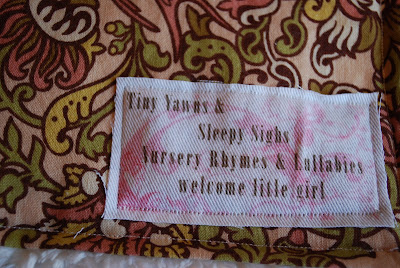 Tiny Yawns &
Sleepy Sighs
Nursery Rhymes & Lullabies
welcome little girl